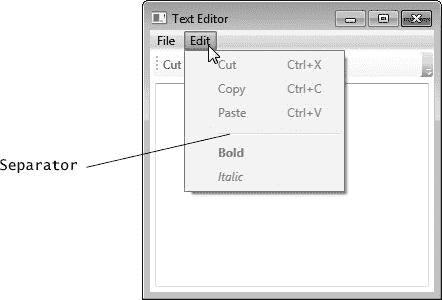 Text Editor
File Edit
Cut
Cut Ctrl+X
Copy Ctrl+C
Paste Ctrl+V
Separator
Bold
Italic